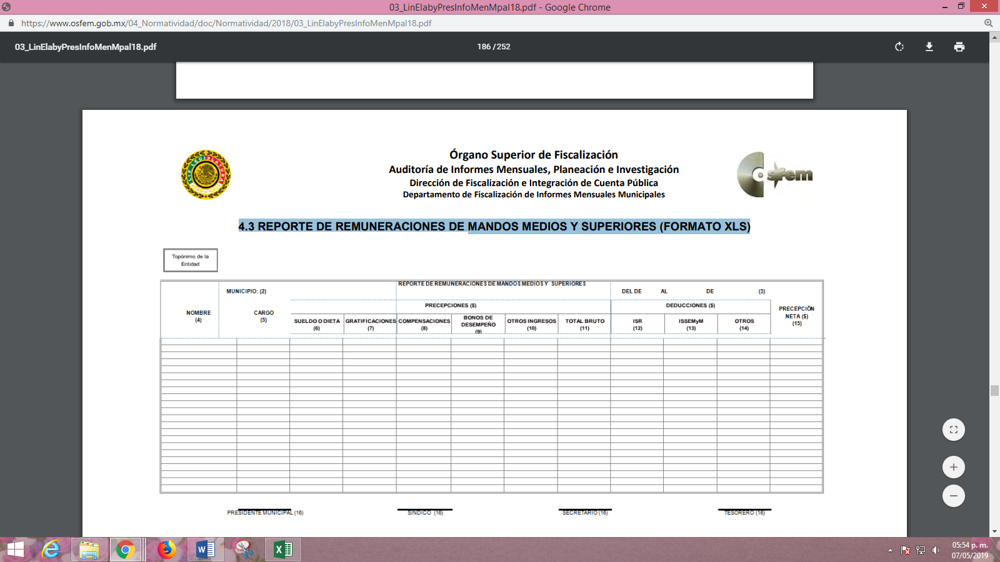 03_LinElabyPresInfoMenMpal18.pdf - Google Chrome
https://www.osfem.gob.mx/04_Normatividad/doc/Normatividad/2018/03_LinElabyPresInfoMenMpal18.pdf
03_LinElabyPresInfoMenMpal18.pdf
186 / 252
Órgano Superior de Fiscalización
Auditoría de Informes Mensuales, Planeación e Investigación
Dirección de Fiscalización e Integración de Cuenta Pública
Departamento de Fiscalización de Informes Mensuales Municipales
LIX LEGISLATURA
osfem
4.3 REPORTE DE REMUNERACIONES DE MANDOS MEDIOS Y SUPERIORES (FORMATO XLS)
Topónimo de la
Entidad
REPORTE DE REMUNERACIONES DE MANDOS MEDIOS Y SUPERIORES
MUNICIPIO: (2)
DEL DE AL DE (3)
NOMBRE
(4)
CARGO
(5)
PRECEPCIONES ($)
DEDUCCIONES ($)
PRECEPCIÓN
NETA ($)
(15)
SUELDO O DIETA
(6)
GRATIFICACIONES
(7)
COMPENSACIONES
(8)
BONOS DE
DESEMPEÑO
(9)
OTROS INGRESOS
(10)
TOTAL BRUTO
(11)
ISR
(12)
ISSEMyM
(13)
OTROS
(14)
PRESIDENTE MUNICIPAL (16)
SINDICO (16)
SECRETARIO (16)
TESORERO (16)
05:54 p. m.
07/05/2019